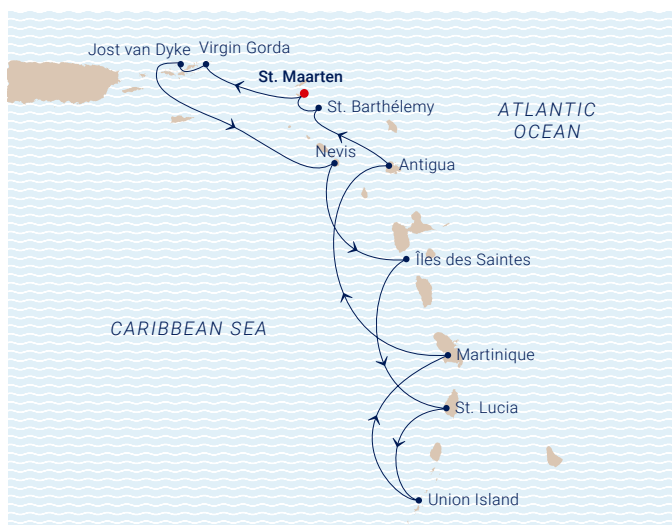 Jost van Dyke
Virgin Gorda
St. Maarten
St. Barthélemy
ATLANTIC
OCEAN
Nevis
Antigua
Îles des Saintes
CARIBBEAN SEA
Martinique
St. Lucia
Union Island